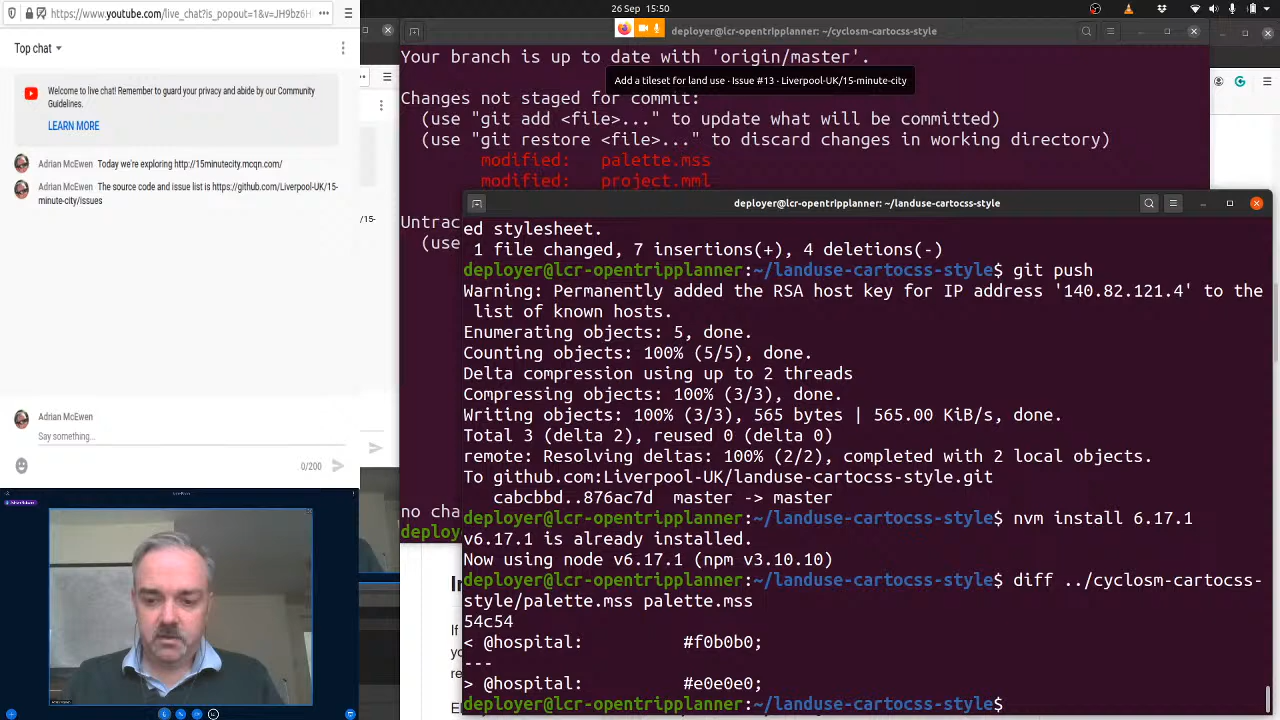 26 Sep 15:50
https://www.youtube.com/live_chat?is_popout=1&v=JH9bz6H
Top chat
Welcome to live chat! Remember to guard your privacy and abide by our Community
Guidelines.
LEARN MORE
Adrian McEwen Today we're exploring http://15minutecity.mcqn.com/
Adrian McEwen The source code and issue list is https://github.com/Liverpool-UK/15-
minute-city/issues
Adrian McEwen
Say something...
0/200
deployer@lcr-opentripplanner: ~/cyclosm-cartocss-style
Your branch is up to date with 'origin/master'.
Add a tileset for land use · Issue #13 · Liverpool-UK/15-minute-city
Changes not staged for commit:
(use "git add <file>..." to update what will be committed)
(use "git restore <file>..." to discard changes in working directory)
modified: palette.mss
modified: project.mml
Untrac
(use
no cha
deploy
deployer@lcr-opentripplanner: ~/landuse-cartocss-style
ed stylesheet.
1 file changed, 7 insertions(+), 4 deletions(-)
deployer@lcr-opentripplanner:~/landuse-cartocss-style$ git push
Warning: Permanently added the RSA host key for IP address '140.82.121.4' to the
list of known hosts.
Enumerating objects: 5, done.
Counting objects: 100% (5/5), done.
Delta compression using up to 2 threads
Compressing objects: 100% (3/3), done.
Writing objects: 100% (3/3), 565 bytes | 565.00 KiB/s, done.
Total 3 (delta 2), reused 0 (delta 0)
remote: Resolving deltas: 100% (2/2), completed with 2 local objects.
To github.com:Liverpool-UK/landuse-cartocss-style.git
cabcbbd..876ac7d master -> master
deployer@lcr-opentripplanner:~/landuse-cartocss-style$ nvm install 6.17.1
v6.17.1 is already installed.
Now using node v6.17.1 (npm v3.10.10)
deployer@lcr-opentripplanner:~/landuse-cartocss-style$ diff ../cyclosm-cartocss-
style/palette.mss palette.mss
54c54
< @hospital: #f0b0b0;
---
> @hospital: #e0e0e0;
deployer@lcr-opentripplanner:~/landuse-cartocss-style$